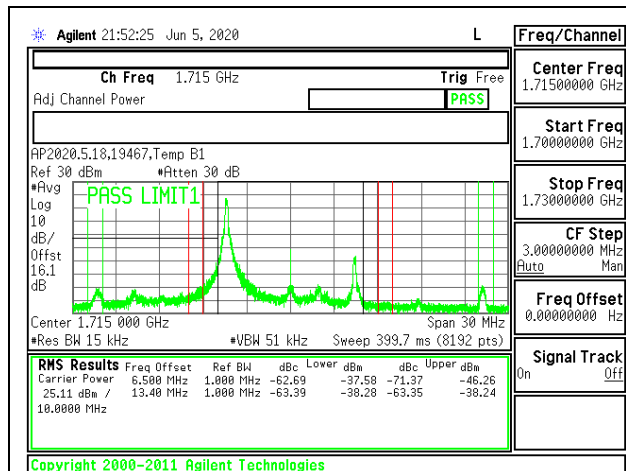 Agilent 21:52:25 Jun 5, 2020 L
Freq/Channel
Ch Freq 1.715 GHz Trig Free
Adj Channel Power PASS
Center Freq
1.71500000 GHz
Start Freq
1.70000000 GHz
Stop Freq
1.73000000 GHz
CF Step
3.00000000 MHz
Auto Man
Freq Offset
0.00000000 Hz
Signal Track
On Off
AP2020.5.18,19467,Temp B1
Ref 30 dBm #Atten 30 dB
#Avg
Log
10
dB/
Offst
16.1
dB
PASS LIMIT1
Center 1.715 000 GHz Span 30 MHz
#Res BW 15 kHz #VBW 51 kHz Sweep 399.7 ms (8192 pts)
RMS Results Freq Offset Ref BW dBc Lower dBm dBc Upper dBm
Carrier Power 6.500 MHz 1.000 MHz -62.69 -37.58 -71.37 -46.26
25.11 dBm / 13.40 MHz 1.000 MHz -63.39 -38.28 -63.35 -38.24
10.0000 MHz
Copyright 2000-2011 Agilent Technologies